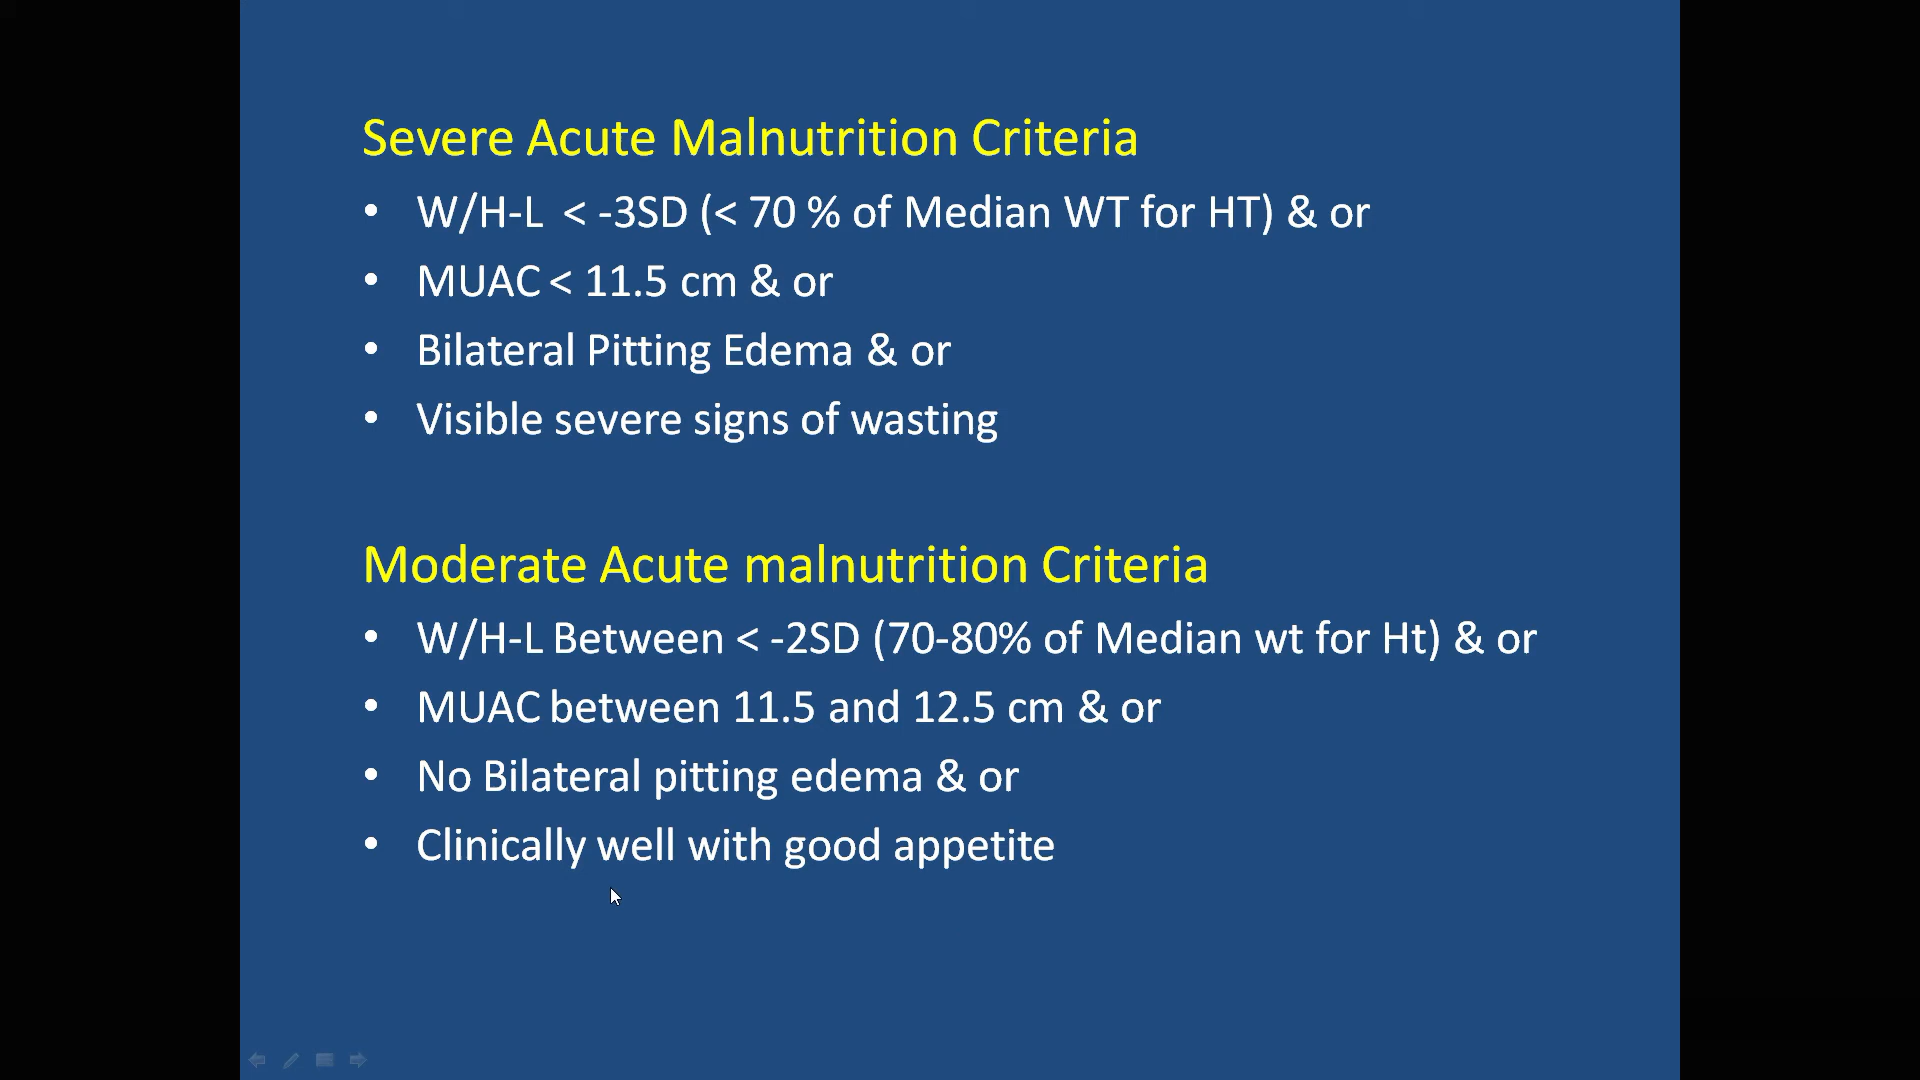 Severe Acute Malnutrition Criteria
• W/H-L < -3SD (< 70 % of Median WT for HT) & or
• MUAC < 11.5 cm & or
• Bilateral Pitting Edema & or
• Visible severe signs of wasting
Moderate Acute malnutrition Criteria
• W/H-L Between < -2SD (70-80% of Median wt for Ht) & or
• MUAC between 11.5 and 12.5 cm & or
• No Bilateral pitting edema & or
• Clinically well with good appetite